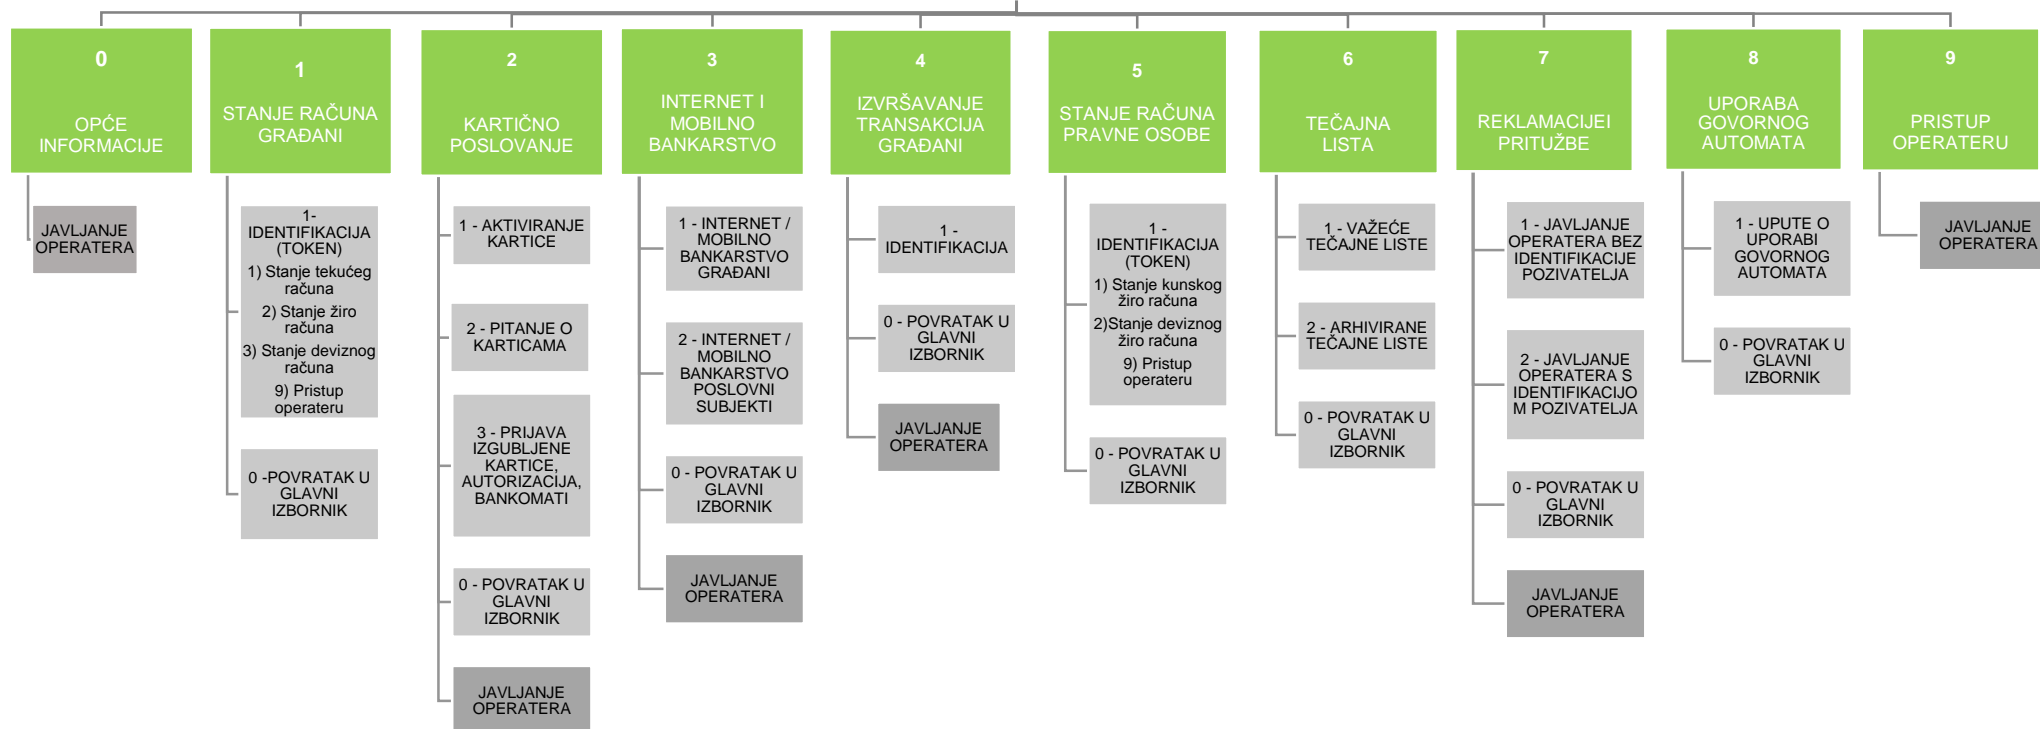 0
OPĆE
INFORMACIJE
JAVLJANJE
OPERATERA
1
STANJE RAČUNA
GRAĐANI
1-
IDENTIFIKACIJA
(TOKEN)
1) Stanje tekućeg
računa
2) Stanje žiro
računa
3) Stanje deviznog
računa
9) Pristup
operateru
0 -POVRATAK U
GLAVNI
IZBORNIK
2
KARTIČNO
POSLOVANJE
1 - AKTIVIRANJE
KARTICE
2 - PITANJE O
KARTICAMA
3 - PRIJAVA
IZGUBLJENE
KARTICE,
AUTORIZACIJA,
BANKOMATI
0 - POVRATAK U
GLAVNI
IZBORNIK
JAVLJANJE
OPERATERA
3
INTERNET I
MOBILNO
BANKARSTVO
1 - INTERNET /
MOBILNO
BANKARSTVO
GRAĐANI
2 - INTERNET /
MOBILNO
BANKARSTVO
POSLOVNI
SUBJEKTI
0 - POVRATAK U
GLAVNI
IZBORNIK
JAVLJANJE
OPERATERA
4
IZVRŠAVANJE
TRANSAKCIJA
GRAĐANI
1 -
IDENTIFIKACIJA
0 - POVRATAK U
GLAVNI
IZBORNIK
JAVLJANJE
OPERATERA
5
STANJE RAČUNA
PRAVNE OSOBE
1 -
IDENTIFIKACIJA
(TOKEN)
1) Stanje kunskog
žiro računa
2)Stanje deviznog
žiro računa
9) Pristup
operateru
0 - POVRATAK U
GLAVNI
IZBORNIK
6
TEČAJNA
LISTA
1 - VAŽEĆE
TEČAJNE LISTE
2 - ARHIVIRANE
TEČAJNE LISTE
0 - POVRATAK U
GLAVNI
IZBORNIK
7
REKLAMACIJEI
PRITUŽBE
1 - JAVLJANJE
OPERATERA BEZ
IDENTIFIKACIJE
POZIVATELJA
2 - JAVLJANJE
OPERATERA S
IDENTIFIKACIJO
M POZIVATELJA
0 - POVRATAK U
GLAVNI
IZBORNIK
JAVLJANJE
OPERATERA
8
UPORABA
GOVORNOG
AUTOMATA
1 - UPUTE O
UPORABI
GOVORNOG
AUTOMATA
0 - POVRATAK U
GLAVNI
IZBORNIK
9
PRISTUP
OPERATERU
JAVLJANJE
OPERATERA